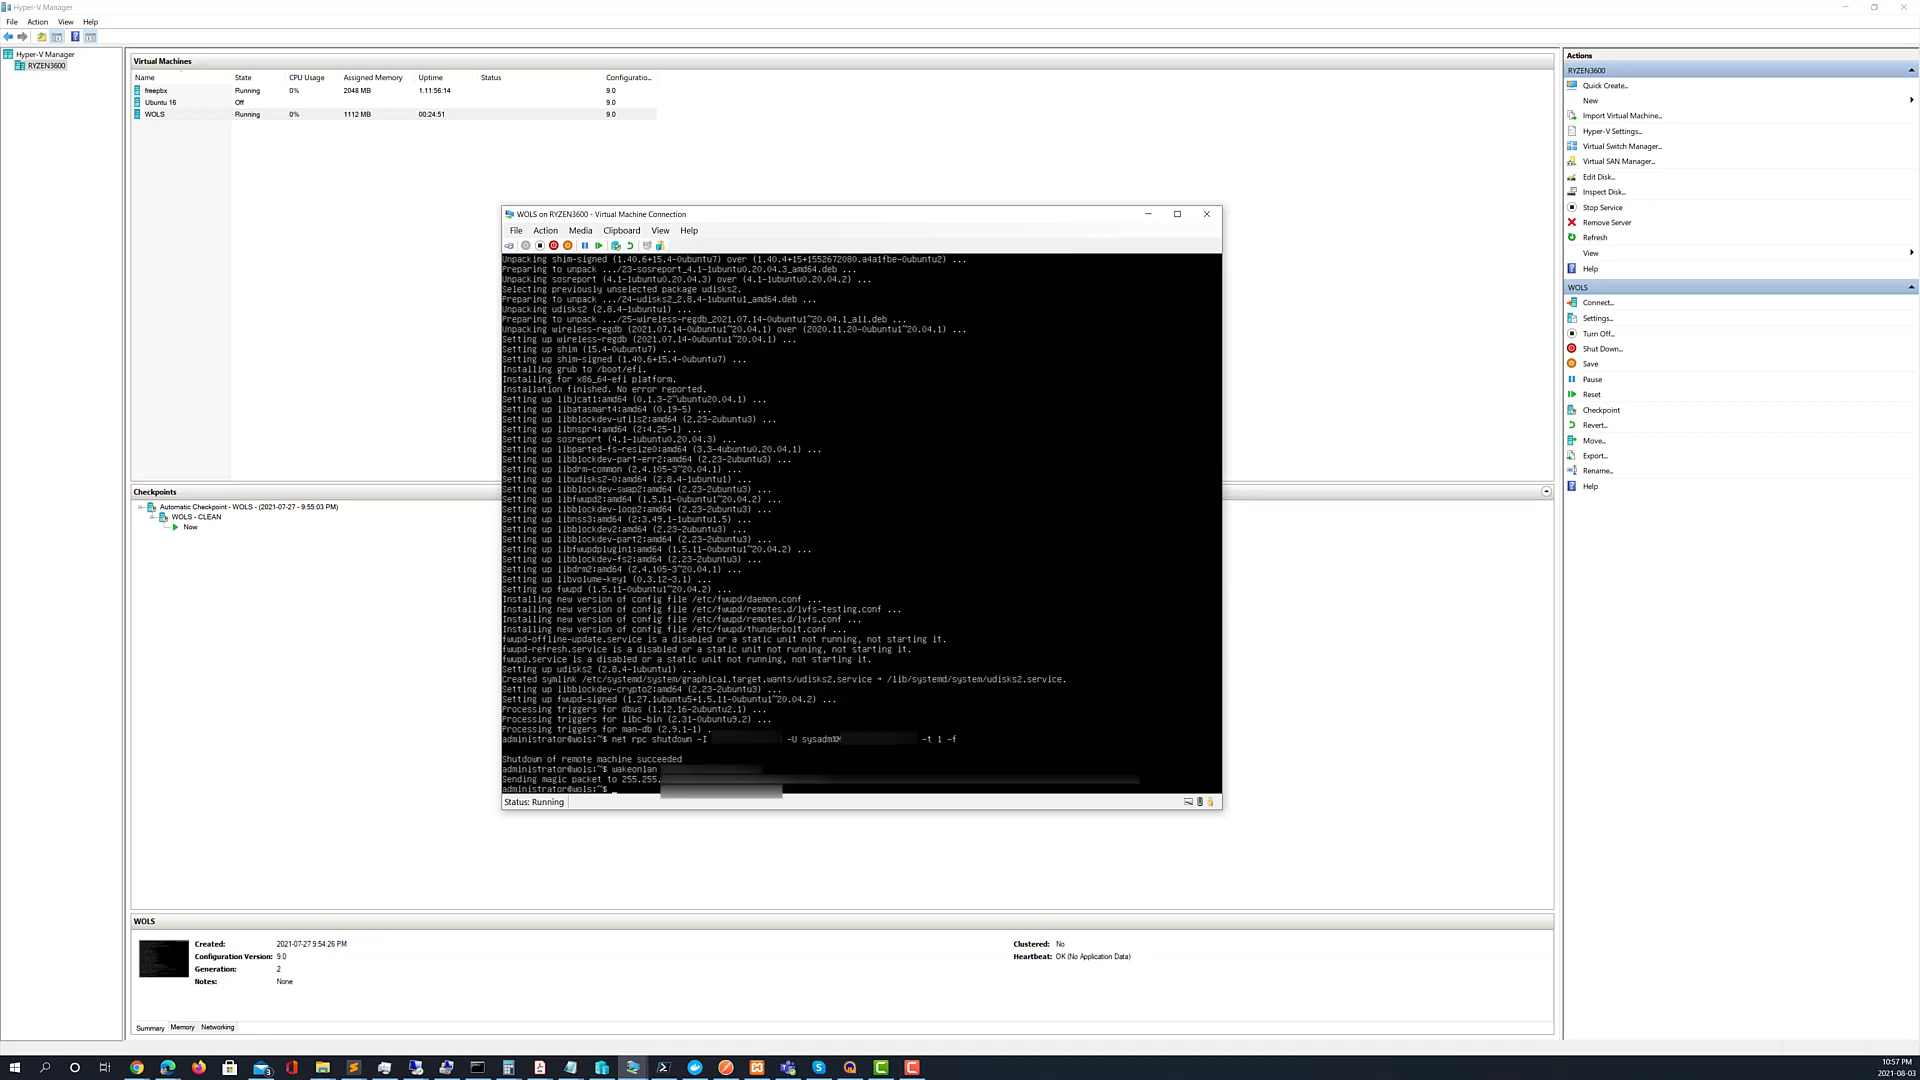 Hyper-V Manager
File Action View Help
Hyper-V Manager
RYZEN3600
Virtual Machines
Name State CPU Usage Assigned Memory Uptime Status Configuratio...
freepbx Running 0% 2048 MB 1.11:56:14 9.0
Ubuntu 16 Off 9.0
WOLS Running 0% 1112 MB 00:24:51 9.0
WOLS on RYZEN3600 - Virtual Machine Connection
File Action Media Clipboard View Help
Unpacking shim-signed (1.40.6+15.4-0ubuntu7) over (1.40.4+15+1552672080.a4a1fbe-0ubuntu2) ...
Preparing to unpack .../23-sosreport_4.1-1ubuntu0.20.04.3_amd64.deb ...
Unpacking sosreport (4.1-1ubuntu0.20.04.3) over (4.1-1ubuntu0.20.04.2) ...
Selecting previously unselected package udisks2.
Preparing to unpack .../24-udisks2_2.8.4-1ubuntu1_amd64.deb ...
Unpacking udisks2 (2.8.4-1ubuntu1) ...
Preparing to unpack .../25-wireless-regdb_2021.07.14-0ubuntu1~20.04.1_all.deb ...
Unpacking wireless-regdb (2021.07.14-0ubuntu1~20.04.1) over (2020.11.20-0ubuntu1~20.04.1) ...
Setting up wireless-regdb (2021.07.14-0ubuntu1~20.04.1) ...
Setting up shim (15.4-0ubuntu7) ...
Setting up shim-signed (1.40.6+15.4-0ubuntu7) ...
Installing grub to /boot/efi.
Installing for x86_64-efi platform.
Installation finished. No error reported.
Setting up libjcat1:amd64 (0.1.3-2~ubuntu20.04.1) ...
Setting up libatasmart4:amd64 (0.19-5) ...
Setting up libblockdev-utils2:amd64 (2.23-2ubuntu3) ...
Setting up libnspr4:amd64 (2:4.25-1) ...
Setting up sosreport (4.1-1ubuntu0.20.04.3) ...
Setting up libparted-fs-resize0:amd64 (3.3-4ubuntu0.20.04.1) ...
Setting up libblockdev-part-err2:amd64 (2.23-2ubuntu3) ...
Setting up libdrm-common (2.4.105-3~20.04.1) ...
Setting up libudisks2-0:amd64 (2.8.4-1ubuntu1) ...
Setting up libblockdev-swap2:amd64 (2.23-2ubuntu3) ...
Setting up libfwupd2:amd64 (1.5.11-0ubuntu1~20.04.2) ...
Setting up libblockdev-loop2:amd64 (2.23-2ubuntu3) ...
Setting up libnss3:amd64 (2:3.49.1-1ubuntu1.5) ...
Setting up libblockdev2:amd64 (2.23-2ubuntu3) ...
Setting up libblockdev-part2:amd64 (2.23-2ubuntu3) ...
Setting up libfwupdplugin1:amd64 (1.5.11-0ubuntu1~20.04.2) ...
Setting up libblockdev-fs2:amd64 (2.23-2ubuntu3) ...
Setting up libdrm2:amd64 (2.4.105-3~20.04.1) ...
Setting up libvolume-key1 (0.3.12-3.1) ...
Setting up fwupd (1.5.11-0ubuntu1~20.04.2) ...
Installing new version of config file /etc/fwupd/daemon.conf ...
Installing new version of config file /etc/fwupd/remotes.d/lvfs-testing.conf ...
Installing new version of config file /etc/fwupd/remotes.d/lvfs.conf ...
Installing new version of config file /etc/fwupd/thunderbolt.conf ...
fwupd-offline-update.service is a disabled or a static unit not running, not starting it.
fwupd-refresh.service is a disabled or a static unit not running, not starting it.
fwupd.service is a disabled or a static unit not running, not starting it.
Setting up udisks2 (2.8.4-1ubuntu1) ...
Created symlink /etc/systemd/system/graphical.target.wants/udisks2.service → /lib/systemd/system/udisks2.service.
Setting up libblockdev-crypto2:amd64 (2.23-2ubuntu3) ...
Setting up fwupd-signed (1.27.1ubuntu5+1.5.11-0ubuntu1~20.04.2) ...
Processing triggers for dbus (1.12.16-2ubuntu2.1) ...
Processing triggers for libc-bin (2.31-0ubuntu9.2) ...
Processing triggers for man-db (2.9.1-1) .
administrator@wols:~$ net rpc shutdown -I -U sysadm%M -t 1 -f
Shutdown of remote machine succeeded
administrator@wols:~$ wakeonlan
Sending magic packet to 255.255.
administrator@wols:~$ _
Status: Running
Checkpoints
Automatic Checkpoint - WOLS - (2021-07-27 - 9:55:03 PM)
WOLS - CLEAN
Now
WOLS
Created: 2021-07-27 9:54:26 PM Clustered: No
Configuration Version: 9.0 Heartbeat: OK (No Application Data)
Generation: 2
Notes: None
Summary Memory Networking
Actions
RYZEN3600
Quick Create...
New
Import Virtual Machine...
Hyper-V Settings...
Virtual Switch Manager...
Virtual SAN Manager...
Edit Disk...
Inspect Disk...
Stop Service
Remove Server
Refresh
View
Help
WOLS
Connect...
Settings...
Turn Off...
Shut Down...
Save
Pause
Reset
Checkpoint
Revert...
Move...
Export...
Rename...
Help
10:57 PM
2021-08-03